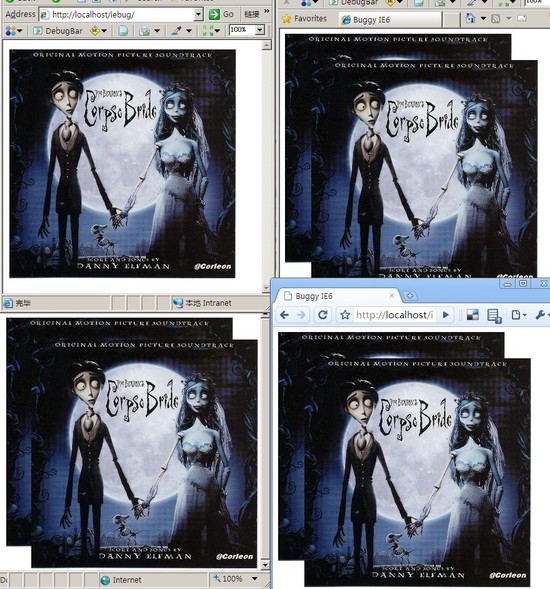 Address http://localhost/iebug/ Go 链接 »
DebugBar 100%
ORIGINAL MOTION PICTURE SOUNDTRACK
TIM BURTON'S
Corpse Bride
SCORE AND SONGS BY
DANNY ELFMAN
@Corleon
完毕 本地 Intranet
DebugBar 100%
Favorites Buggy IE6
ORIGINAL MOTION PICTURE SOUNDTRACK
ORIGINAL MOTION PICTURE SOUNDTRACK
TIM BURTON'S
Corpse Bride
SCORE AND SONGS BY
@Corleon
ORIGINAL MOTION PICTURE SOUNDTRACK
ORIGINAL MOTION PICTURE SOUNDTRACK
TIM BURTON'S
Corpse Bride
SCORE AND SONGS BY
DANNY ELFMAN
@Corleon
Internet 100%
Buggy IE6
http://localhost/i
ORIGINAL MOTION PICTURE SOUNDTRACK
ORIGINAL MOTION PICTURE SOUNDTRACK
TIM BURTON'S
Corpse Bride
SCORE AND SONGS BY
DANNY ELFMAN
@Corleon